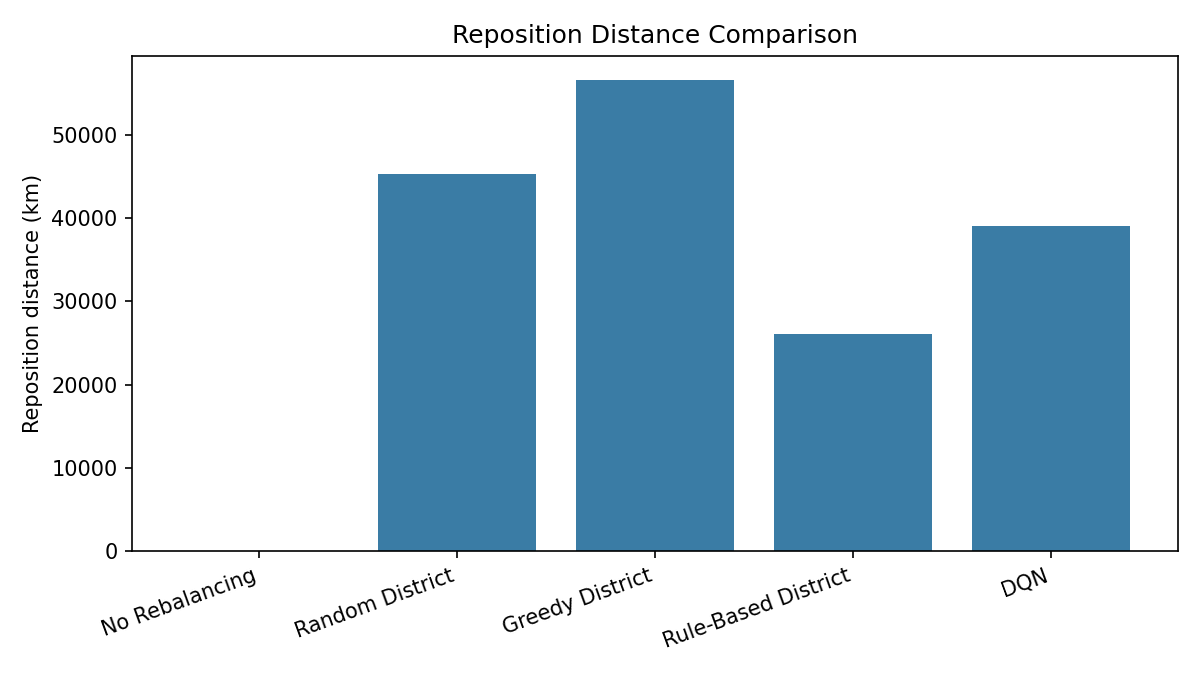 Reposition Distance Comparison
Reposition distance (km)
50000
40000
30000
20000
10000
0
No Rebalancing
Random District
Greedy District
Rule-Based District
DQN